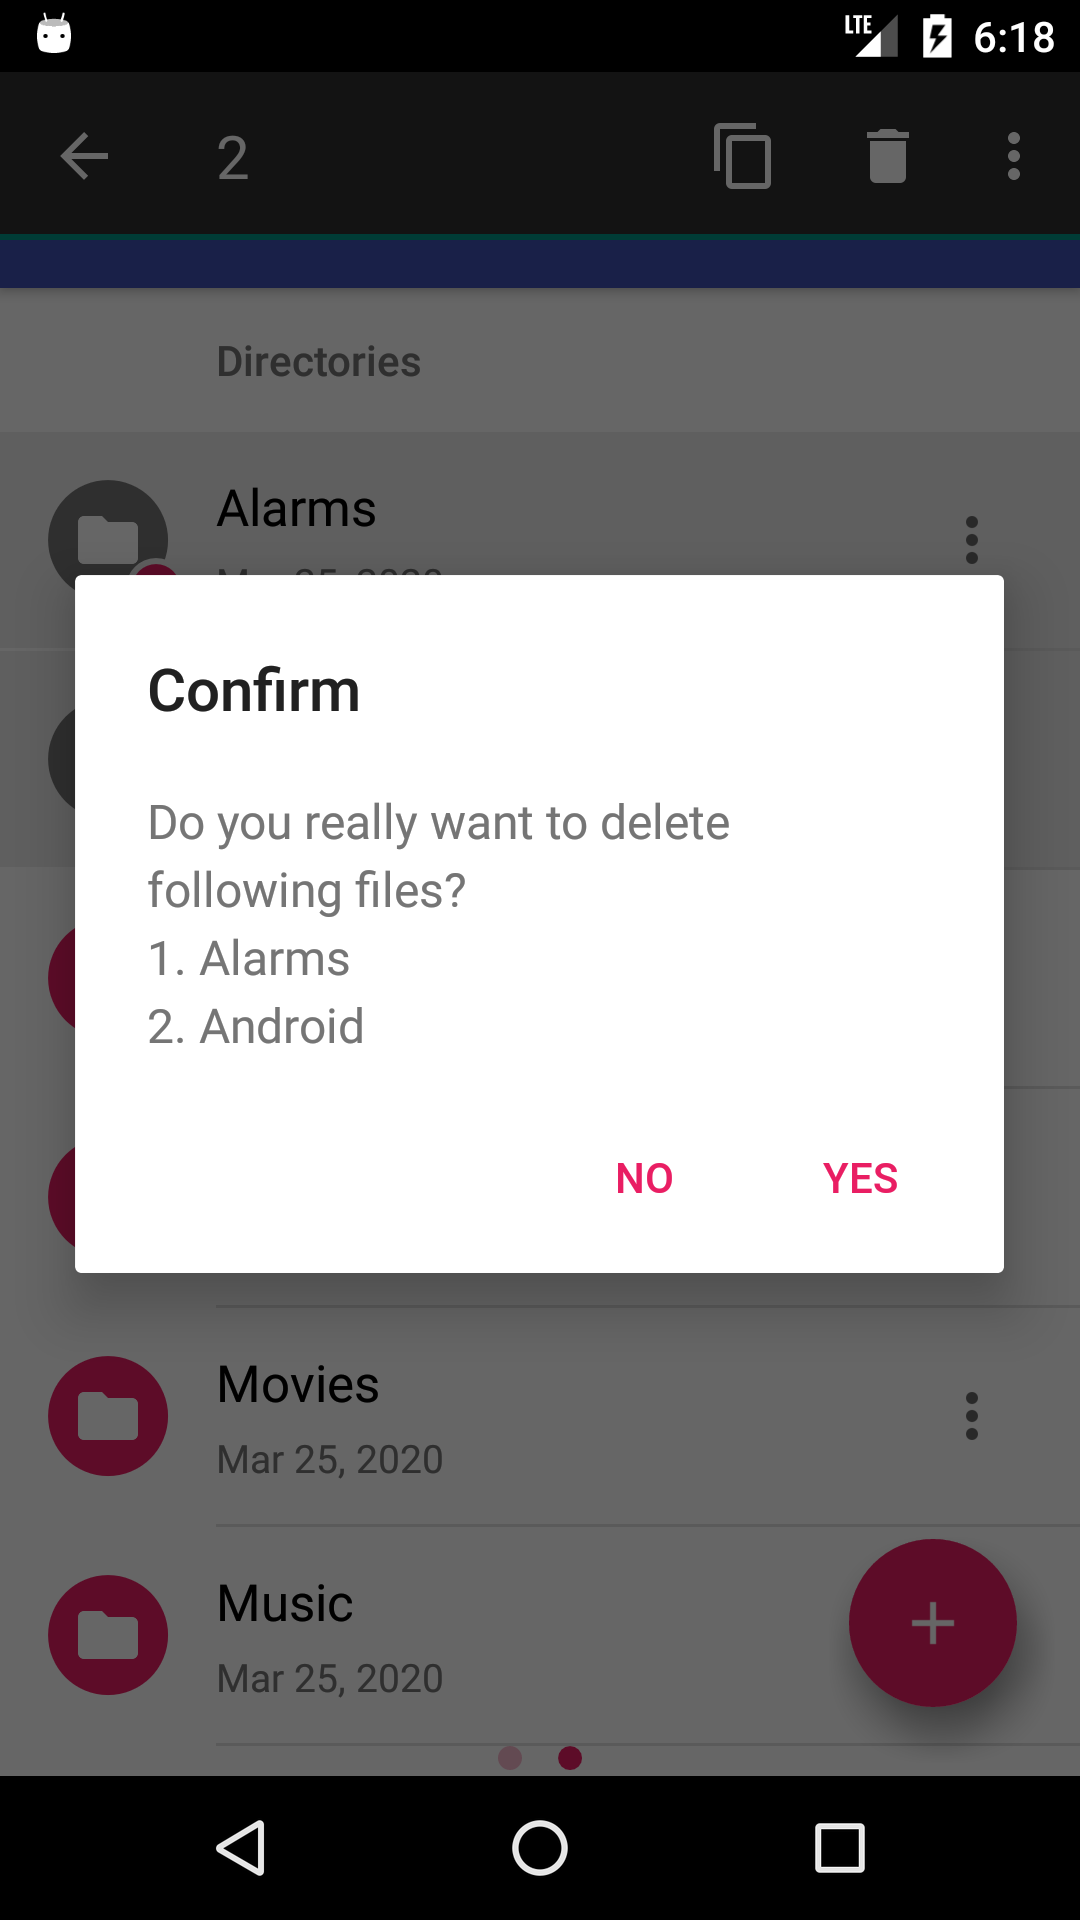 LTE 6:18
2
Directories
Alarms
Confirm
Do you really want to delete
following files?
1. Alarms
2. Android
NO YES
Movies
Mar 25, 2020
Music
Mar 25, 2020